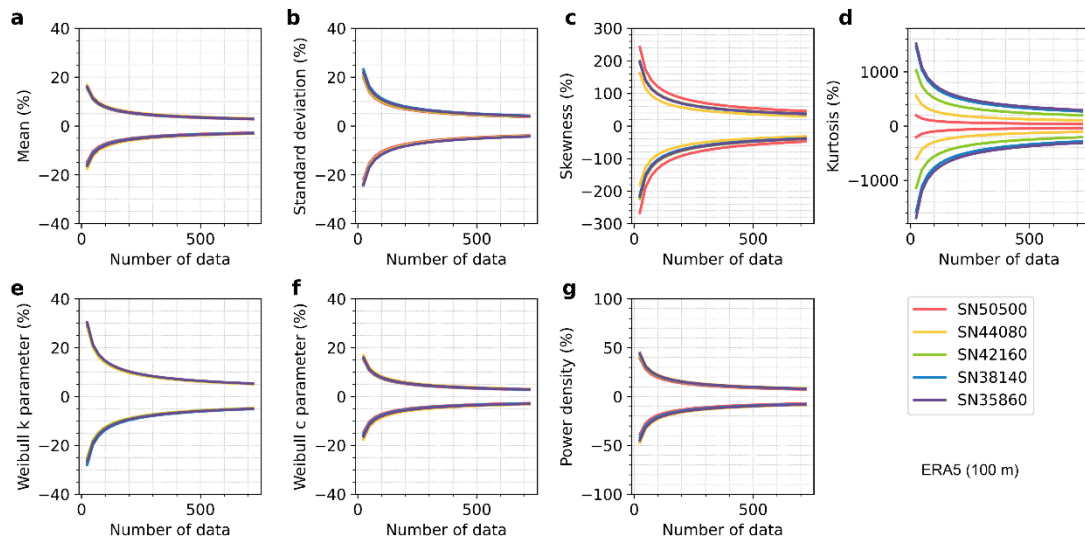 a
b
c
d
40
20
0
−20
−40
Mean (%)
0
500
Number of data
40
20
0
−20
−40
Standard deviation (%)
0
500
Number of data
300
200
100
0
−100
−200
−300
Skewness (%)
0
500
Number of data
1000
0
−1000
Kurtosis (%)
0
500
Number of data
e
f
g
40
20
0
−20
−40
Weibull k parameter (%)
0
500
Number of data
40
20
0
−20
−40
Weibull c parameter (%)
0
500
Number of data
100
50
0
−50
−100
Power density (%)
0
500
Number of data
SN50500
SN44080
SN42160
SN38140
SN35860
ERA5 (100 m)